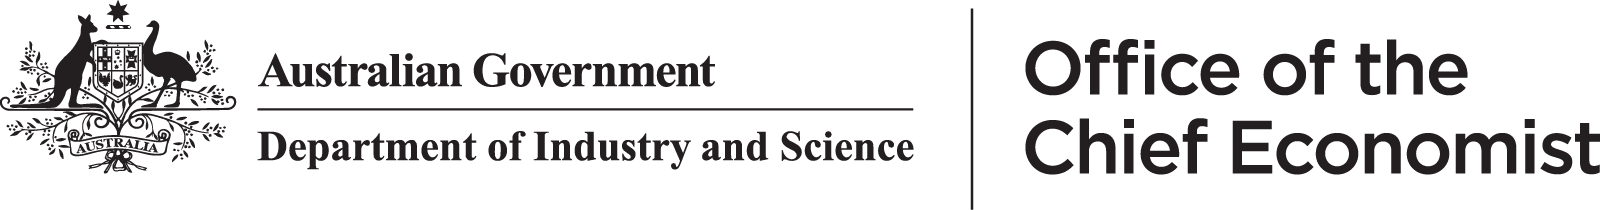 AUSTRALIA
Australian Government
Department of Industry and Science
Office of the
Chief Economist